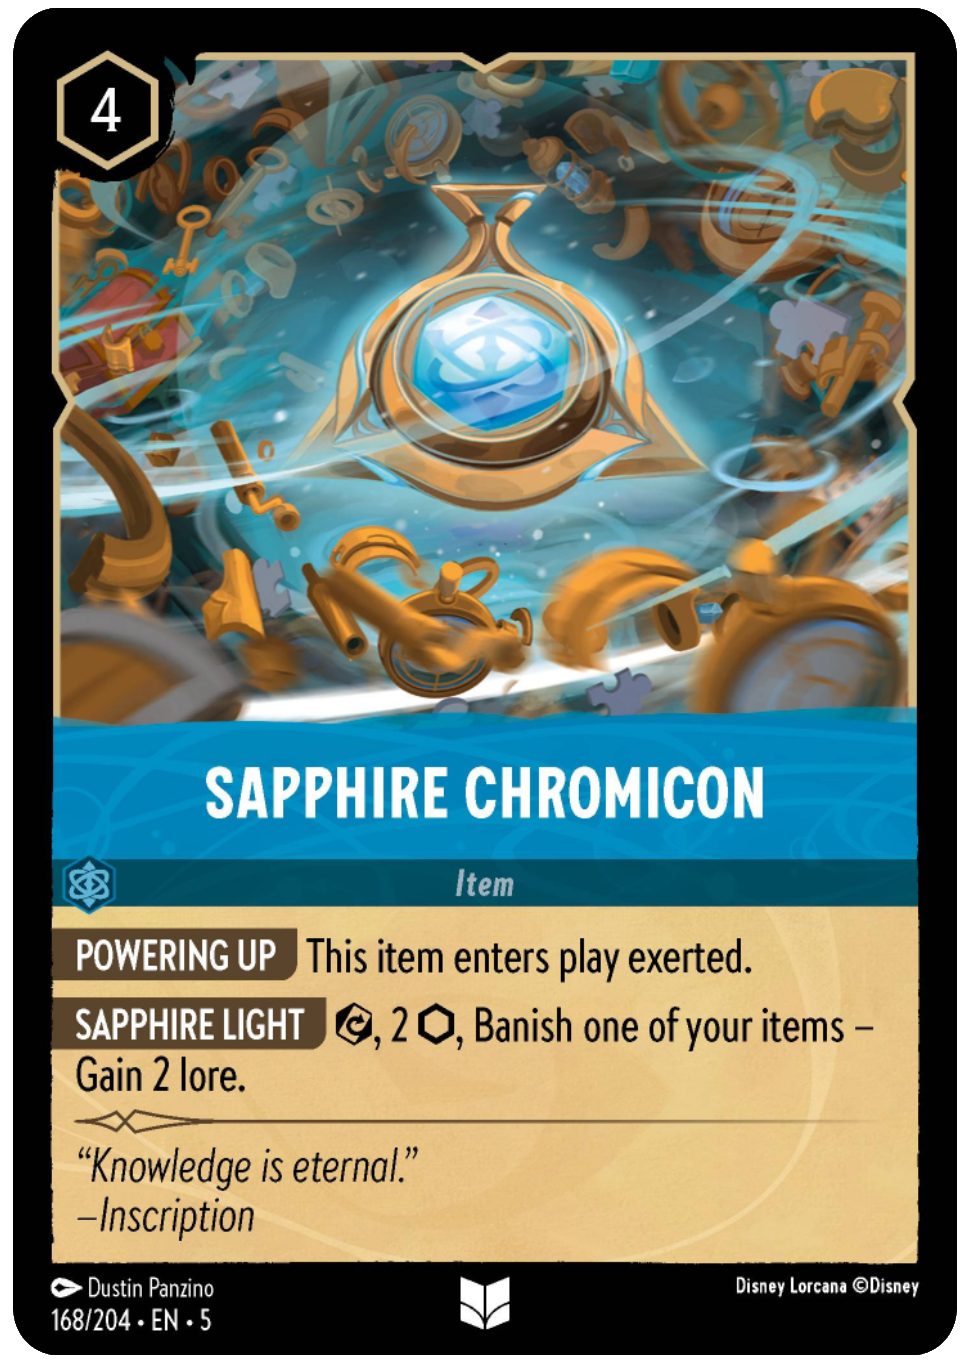 4
SAPPHIRE CHROMICON
Item
POWERING UP This item enters play exerted.
SAPPHIRE LIGHT , 2 , Banish one of your items –
Gain 2 lore.
“Knowledge is eternal.”
–Inscription
Dustin Panzino
Disney Lorcana ©Disney
168/204 • EN • 5